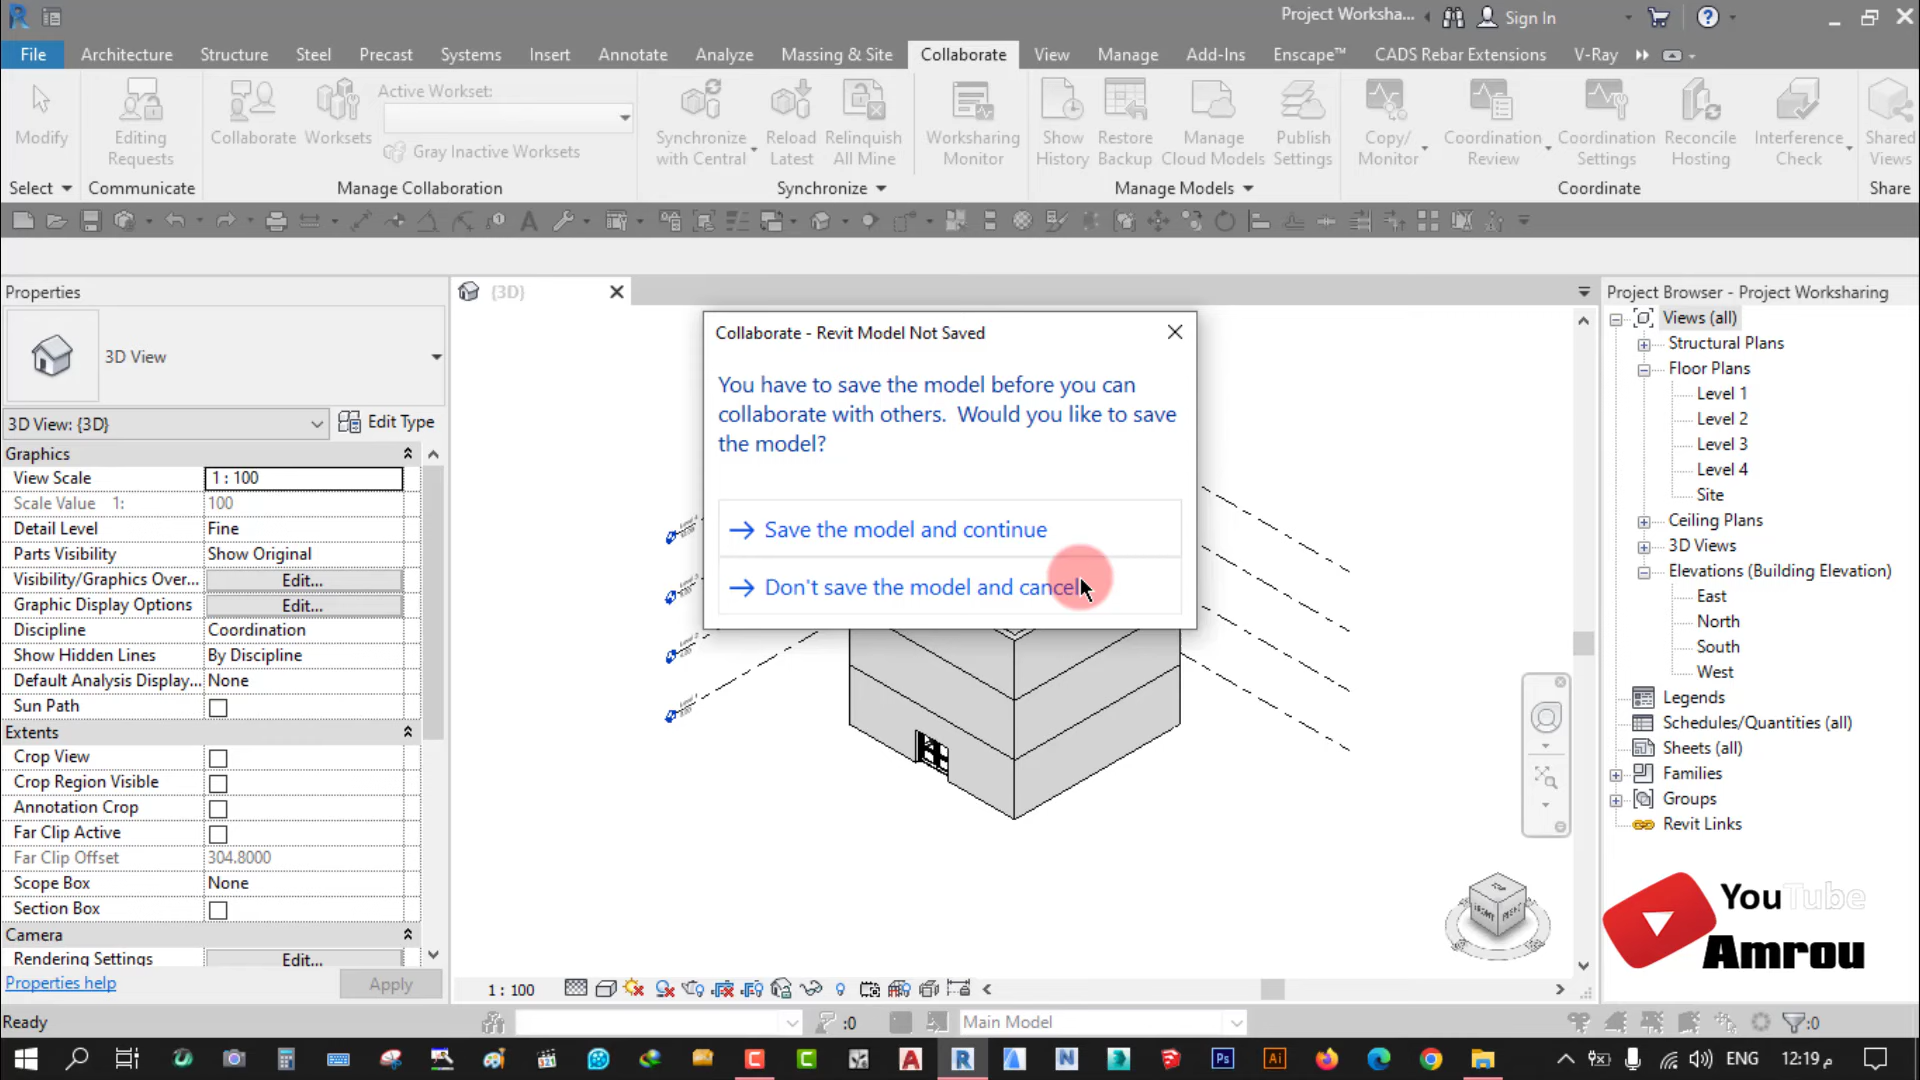 Project Worksha...
Sign In
File
Architecture
Structure
Steel
Precast
Systems
Insert
Annotate
Analyze
Massing & Site
Collaborate
View
Manage
Add-Ins
Enscape™
CADS Rebar Extensions
V-Ray
Modify
Editing
Requests
Collaborate
Worksets
Active Workset:
Gray Inactive Worksets
Synchronize
with Central
Reload
Latest
Relinquish
All Mine
Worksharing
Monitor
Show
History
Restore
Backup
Manage
Cloud Models
Publish
Settings
Copy/
Monitor
Coordination
Review
Coordination
Settings
Reconcile
Hosting
Interference
Check
Shared
Views
Select
Communicate
Manage Collaboration
Synchronize
Manage Models
Coordinate
Share
Properties
3D View
3D View: {3D}
Edit Type
Graphics
View Scale 1 : 100
Scale Value 1: 100
Detail Level Fine
Parts Visibility Show Original
Visibility/Graphics Over... Edit...
Graphic Display Options Edit...
Discipline Coordination
Show Hidden Lines By Discipline
Default Analysis Display... None
Sun Path
Extents
Crop View
Crop Region Visible
Annotation Crop
Far Clip Active
Far Clip Offset 304.8000
Scope Box None
Section Box
Camera
Rendering Settings Edit...
Properties help
Apply
{3D}
Collaborate - Revit Model Not Saved
You have to save the model before you can
collaborate with others. Would you like to save
the model?
Save the model and continue
Don't save the model and cancel
TOP
FRONT
RIGHT
1 : 100
Project Browser - Project Worksharing
Views (all)
Structural Plans
Floor Plans
Level 1
Level 2
Level 3
Level 4
Site
Ceiling Plans
3D Views
Elevations (Building Elevation)
East
North
South
West
Legends
Schedules/Quantities (all)
Sheets (all)
Families
Groups
Revit Links
YouTube
Amrou
Ready
:0
Main Model
:0
ENG
12:19 م